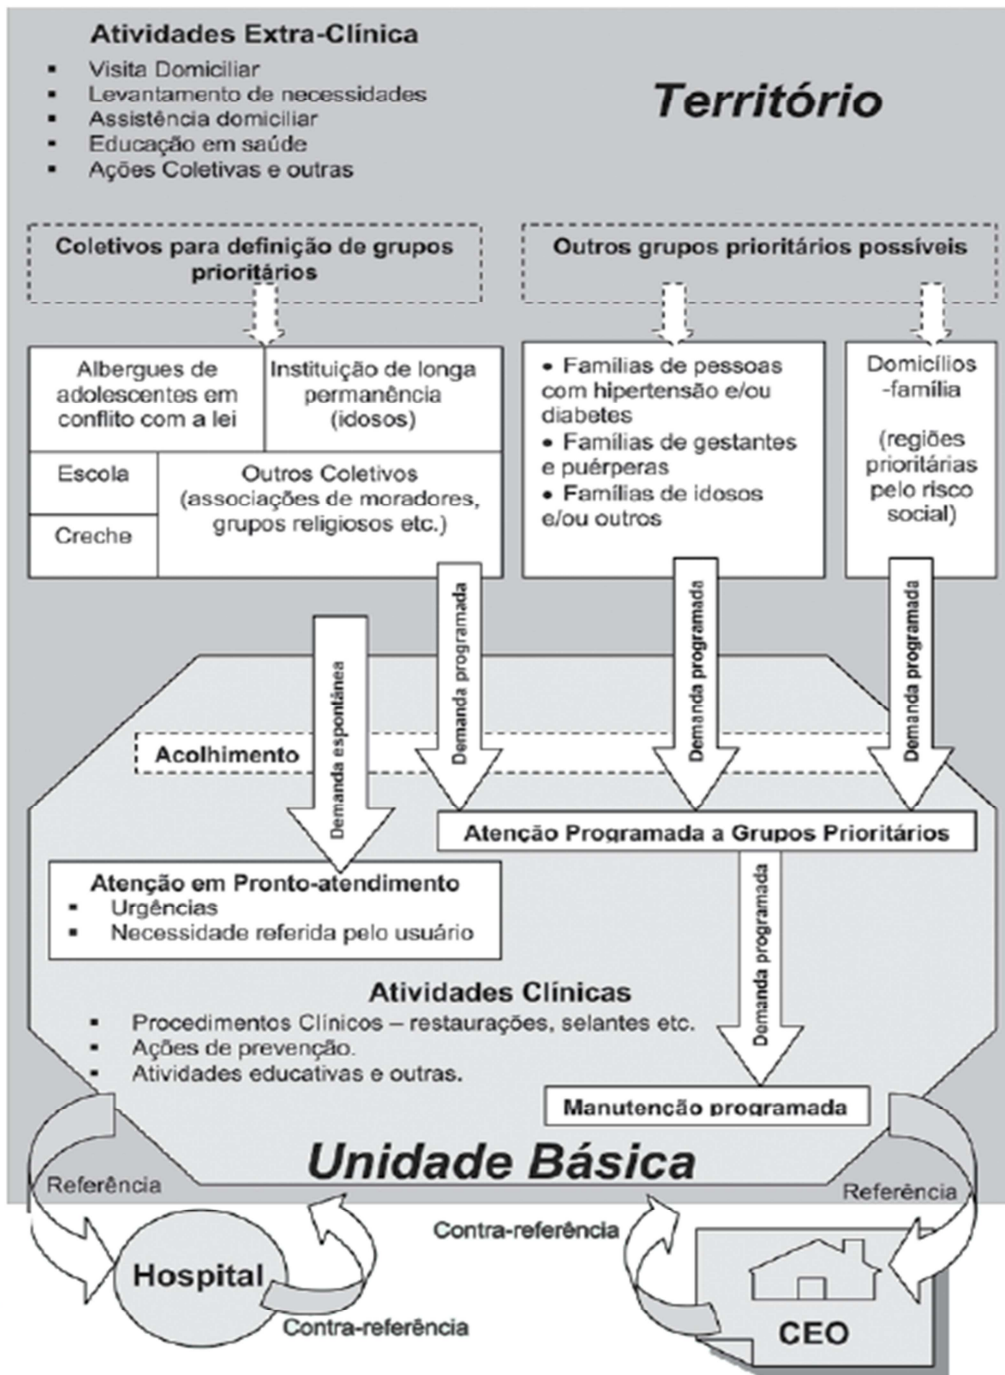 Atividades Extra-Clínica
▪ Visita Domiciliar
▪ Levantamento de necessidades
▪ Assistência domiciliar
▪ Educação em saúde
▪ Ações Coletivas e outras
Território
Coletivos para definição de grupos
prioritários
Outros grupos prioritários possíveis
Albergues de
adolescentes em
conflito com a lei
Instituição de longa
permanência
(idosos)
Escola
Creche
Outros Coletivos
(associações de moradores,
grupos religiosos etc.)
• Famílias de pessoas
com hipertensão e/ou
diabetes
• Famílias de gestantes
e puérperas
• Famílias de idosos
e/ou outros
Domicílios
-família
(regiões
prioritárias
pelo risco
social)
Demanda espontânea
Demanda programada
Demanda programada
Demanda programada
Acolhimento
Atenção Programada a Grupos Prioritários
Atenção em Pronto-atendimento
▪ Urgências
▪ Necessidade referida pelo usuário
Demanda programada
Atividades Clínicas
▪ Procedimentos Clínicos – restaurações, selantes etc.
▪ Ações de prevenção.
▪ Atividades educativas e outras.
Manutenção programada
Unidade Básica
Referência
Referência
Hospital
Contra-referência
Contra-referência
CEO